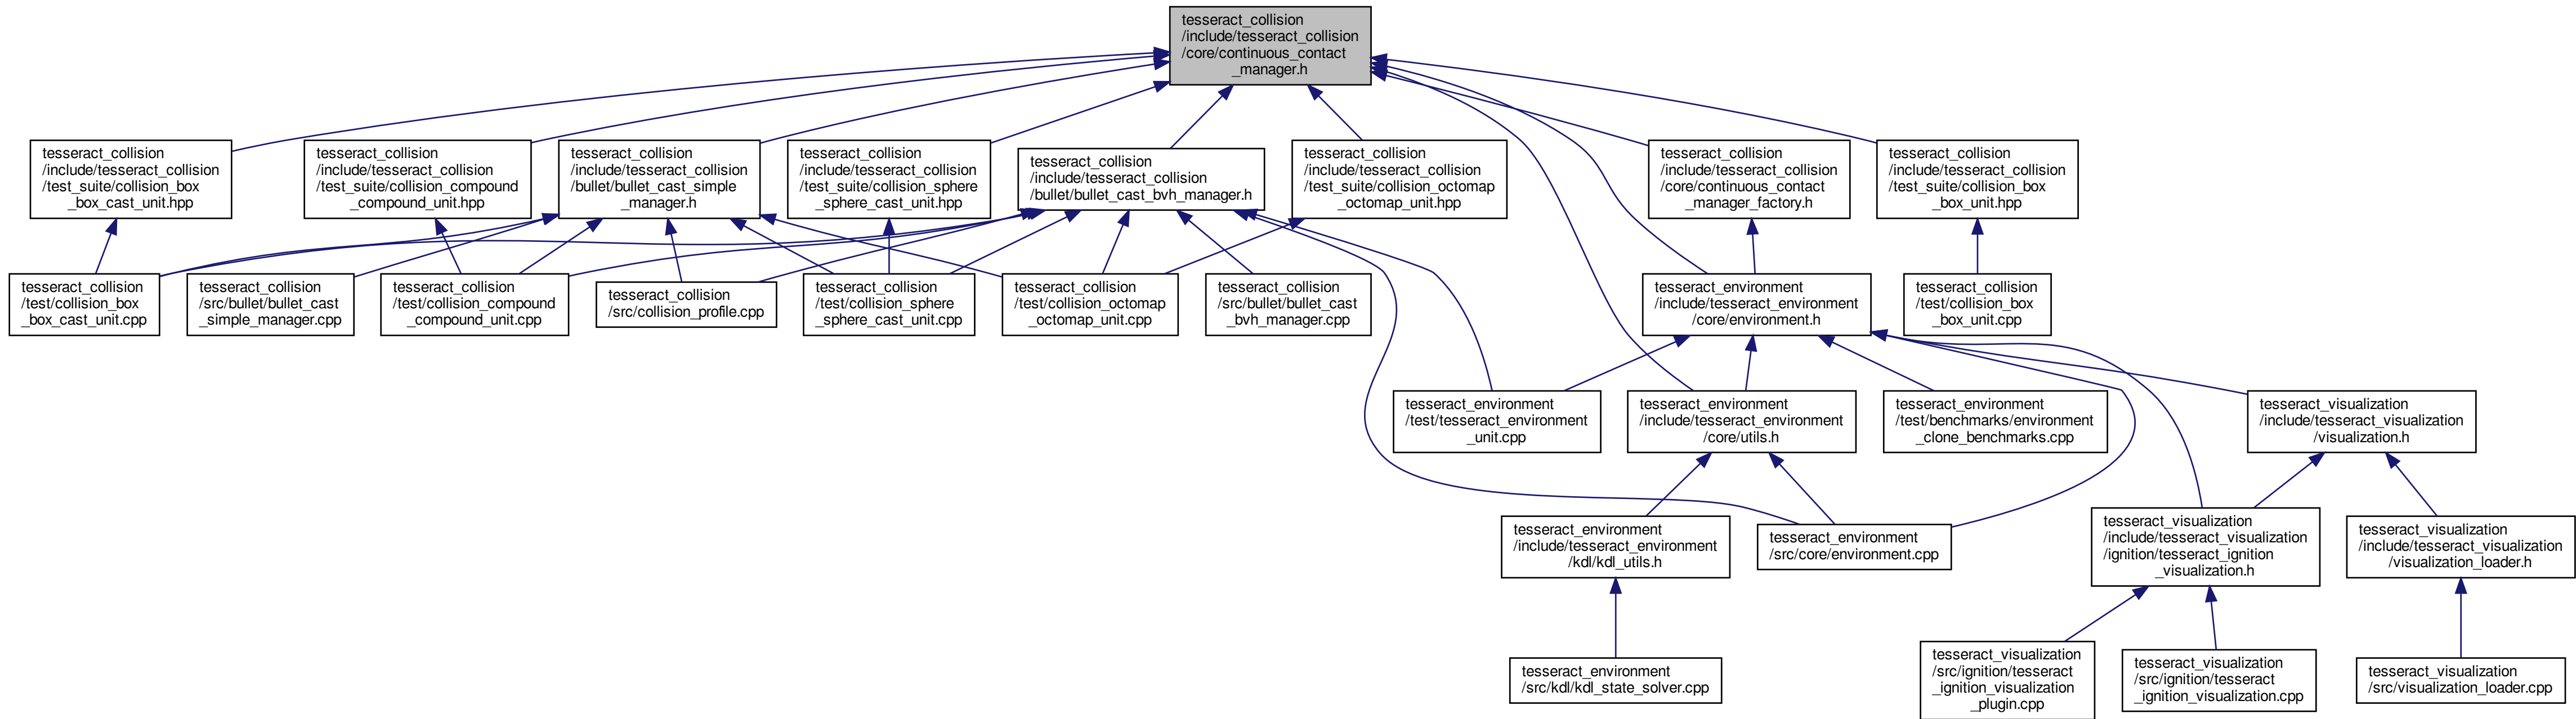 tesseract_collision
/include/tesseract_collision
/core/continuous_contact
_manager.h
tesseract_collision
/include/tesseract_collision
/test_suite/collision_box
_box_cast_unit.hpp
tesseract_collision
/include/tesseract_collision
/test_suite/collision_compound
_compound_unit.hpp
tesseract_collision
/include/tesseract_collision
/bullet/bullet_cast_simple
_manager.h
tesseract_collision
/include/tesseract_collision
/test_suite/collision_sphere
_sphere_cast_unit.hpp
tesseract_collision
/include/tesseract_collision
/bullet/bullet_cast_bvh_manager.h
tesseract_collision
/include/tesseract_collision
/test_suite/collision_octomap
_octomap_unit.hpp
tesseract_collision
/include/tesseract_collision
/core/continuous_contact
_manager_factory.h
tesseract_collision
/include/tesseract_collision
/test_suite/collision_box
_box_unit.hpp
tesseract_collision
/test/collision_box
_box_cast_unit.cpp
tesseract_collision
/src/bullet/bullet_cast
_simple_manager.cpp
tesseract_collision
/test/collision_compound
_compound_unit.cpp
tesseract_collision
/src/collision_profile.cpp
tesseract_collision
/test/collision_sphere
_sphere_cast_unit.cpp
tesseract_collision
/test/collision_octomap
_octomap_unit.cpp
tesseract_collision
/src/bullet/bullet_cast
_bvh_manager.cpp
tesseract_environment
/include/tesseract_environment
/core/environment.h
tesseract_collision
/test/collision_box
_box_unit.cpp
tesseract_environment
/test/tesseract_environment
_unit.cpp
tesseract_environment
/include/tesseract_environment
/core/utils.h
tesseract_environment
/test/benchmarks/environment
_clone_benchmarks.cpp
tesseract_visualization
/include/tesseract_visualization
/visualization.h
tesseract_environment
/include/tesseract_environment
/kdl/kdl_utils.h
tesseract_environment
/src/core/environment.cpp
tesseract_visualization
/include/tesseract_visualization
/ignition/tesseract_ignition
_visualization.h
tesseract_visualization
/include/tesseract_visualization
/visualization_loader.h
tesseract_environment
/src/kdl/kdl_state_solver.cpp
tesseract_visualization
/src/ignition/tesseract
_ignition_visualization
_plugin.cpp
tesseract_visualization
/src/ignition/tesseract
_ignition_visualization.cpp
tesseract_visualization
/src/visualization_loader.cpp